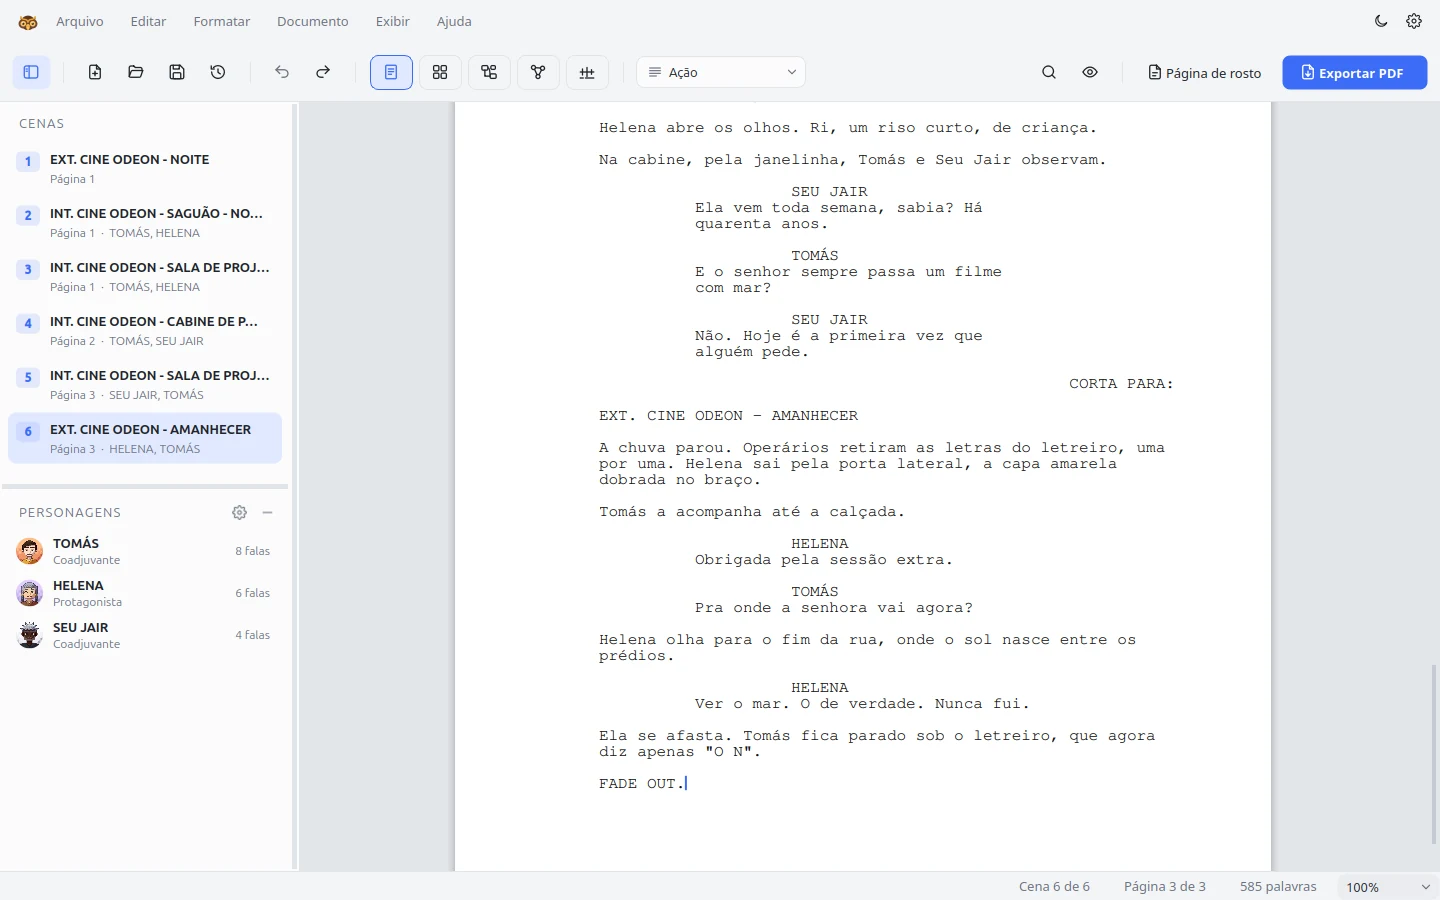 Arquivo Editar Formatar Documento Exibir Ajuda
Ação
Página de rosto
Exportar PDF
CENAS
1 EXT. CINE ODEON - NOITE
Página 1
2 INT. CINE ODEON - SAGUÃO - NO...
Página 1 · TOMÁS, HELENA
3 INT. CINE ODEON - SALA DE PROJ...
Página 1 · TOMÁS, HELENA
4 INT. CINE ODEON - CABINE DE P...
Página 2 · TOMÁS, SEU JAIR
5 INT. CINE ODEON - SALA DE PROJ...
Página 3 · SEU JAIR, TOMÁS
6 EXT. CINE ODEON - AMANHECER
Página 3 · HELENA, TOMÁS
PERSONAGENS
TOMÁS
Coadjuvante
8 falas
HELENA
Protagonista
6 falas
SEU JAIR
Coadjuvante
4 falas
Helena abre os olhos. Ri, um riso curto, de criança.
Na cabine, pela janelinha, Tomás e Seu Jair observam.
SEU JAIR
Ela vem toda semana, sabia? Há
quarenta anos.
TOMÁS
E o senhor sempre passa um filme
com mar?
SEU JAIR
Não. Hoje é a primeira vez que
alguém pede.
CORTA PARA:
EXT. CINE ODEON - AMANHECER
A chuva parou. Operários retiram as letras do letreiro, uma
por uma. Helena sai pela porta lateral, a capa amarela
dobrada no braço.
Tomás a acompanha até a calçada.
HELENA
Obrigada pela sessão extra.
TOMÁS
Pra onde a senhora vai agora?
Helena olha para o fim da rua, onde o sol nasce entre os
prédios.
HELENA
Ver o mar. O de verdade. Nunca fui.
Ela se afasta. Tomás fica parado sob o letreiro, que agora
diz apenas "O N".
FADE OUT.
Cena 6 de 6
Página 3 de 3
585 palavras
100%